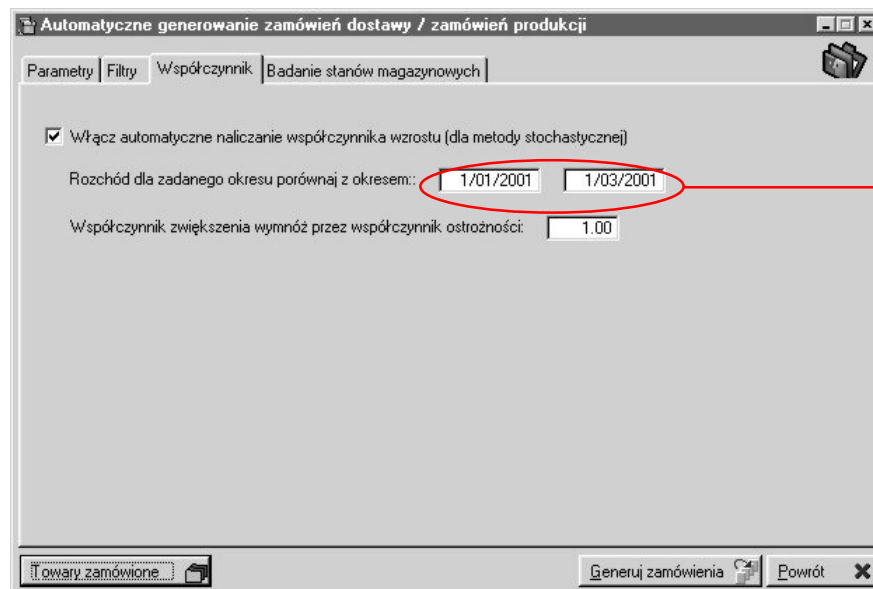 Automatyczne generowanie zamówień dostawy / zamówień produkcji
Parametry Filtry Współczynnik Badanie stanów magazynowych
Włącz automatyczne naliczanie współczynnika wzrostu (dla metody stochastycznej)
Rozchód dla zadanego okresu porównaj z okresem:: 1/01/2001 1/03/2001
Współczynnik zwiększenia wymnóż przez współczynnik ostrożności: 1.00
Towary zamówione Generuj zamówienia Powrót